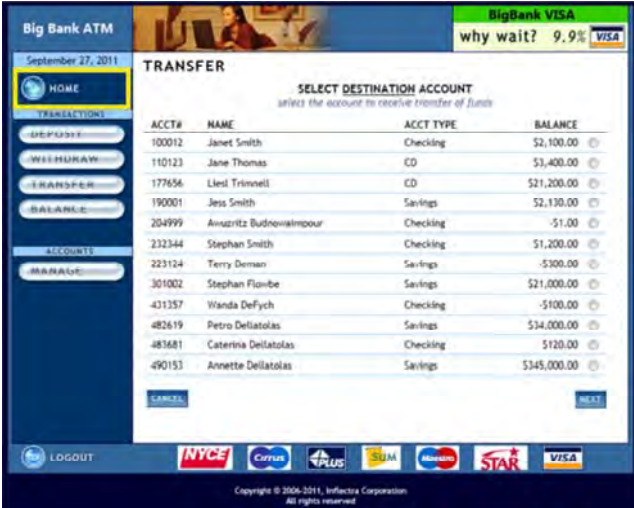 Big Bank ATM
BigBank VISA
why wait? 9.9% VISA
September 27, 2011
HOME
TRANSACTIONS
DEPOSIT
WITHDRAW
TRANSFER
BALANCE
ACCOUNTS
MANAGE
TRANSFER
SELECT DESTINATION ACCOUNT
select the account to receive transfer of funds
ACCT# NAME ACCT TYPE BALANCE
100012 Janet Smith Checking $2,100.00
110123 Jane Thomas CD $3,400.00
177656 Liesl Trimnell CD $21,200.00
190001 Jess Smith Savings $2,130.00
204999 Checking -$1.00
232344 Stephan Smith Checking $1,200.00
223124 Terry Deman Savings -$300.00
301002 Stephan Flowbe Savings $21,000.00
431357 Wanda DeFych Checking -$100.00
482619 Petro Dellatolas Savings $34,000.00
483681 Caterina Dellatolas Checking $120.00
490153 Annette Dellatolas Savings $345,000.00
CANCEL NEXT
LOGOUT NYCE Cirrus PLUS SUM Maestro STAR VISA
Copyright © 2006-2011, Inflectra Corporation
All rights reserved